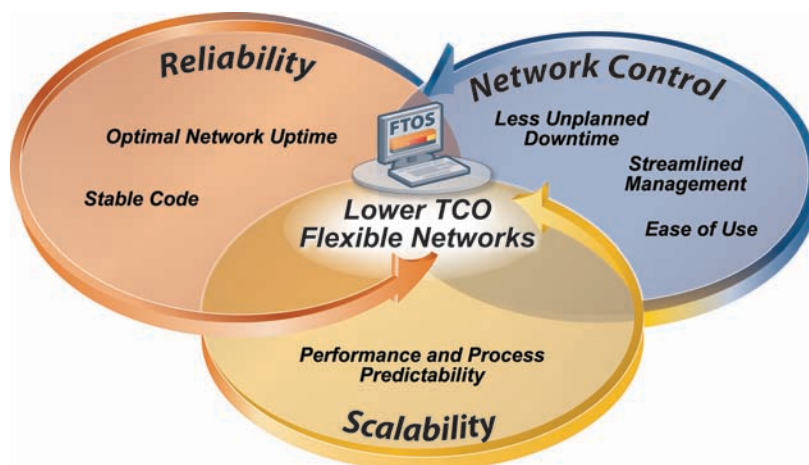 Reliability
Optimal Network Uptime
Stable Code
Network Control
Less Unplanned
Downtime
Streamlined
Management
Ease of Use
FTOS
Lower TCO
Flexible Networks
Performance and Process
Predictability
Scalability